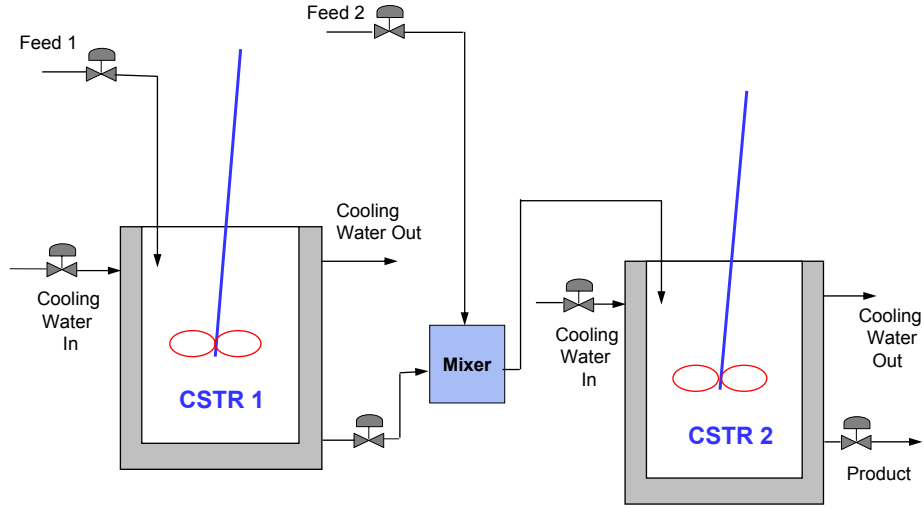 Feed 1
Feed 2
Cooling
Water Out
Cooling
Water
In
CSTR 1
Mixer
Cooling
Water
In
Cooling
Water
Out
CSTR 2
Product